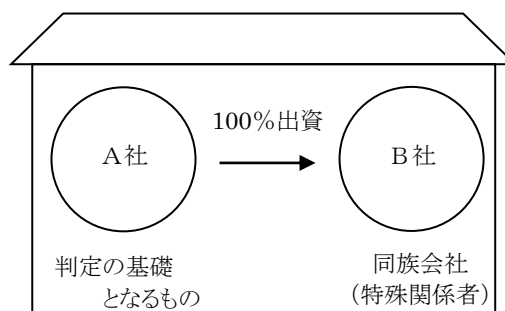 100%出資
A社
B社
判定の基礎
となるもの
同族会社
(特殊関係者)